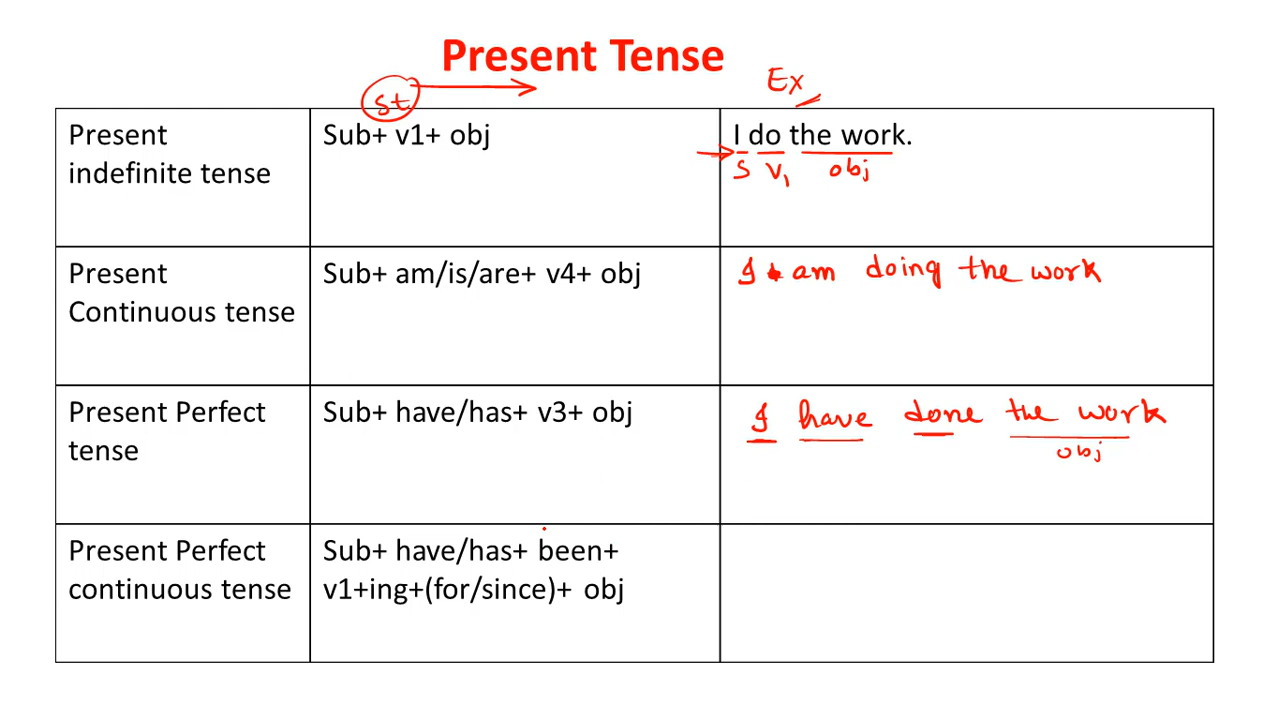 Present Tense
st
Ex
Present
indefinite tense
Sub+ v1+ obj
I do the work.
S V1 obj
Present
Continuous tense
Sub+ am/is/are+ v4+ obj
I am doing the work
Present Perfect
tense
Sub+ have/has+ v3+ obj
I have done the work
obj
Present Perfect
continuous tense
Sub+ have/has+ been+
v1+ing+(for/since)+ obj